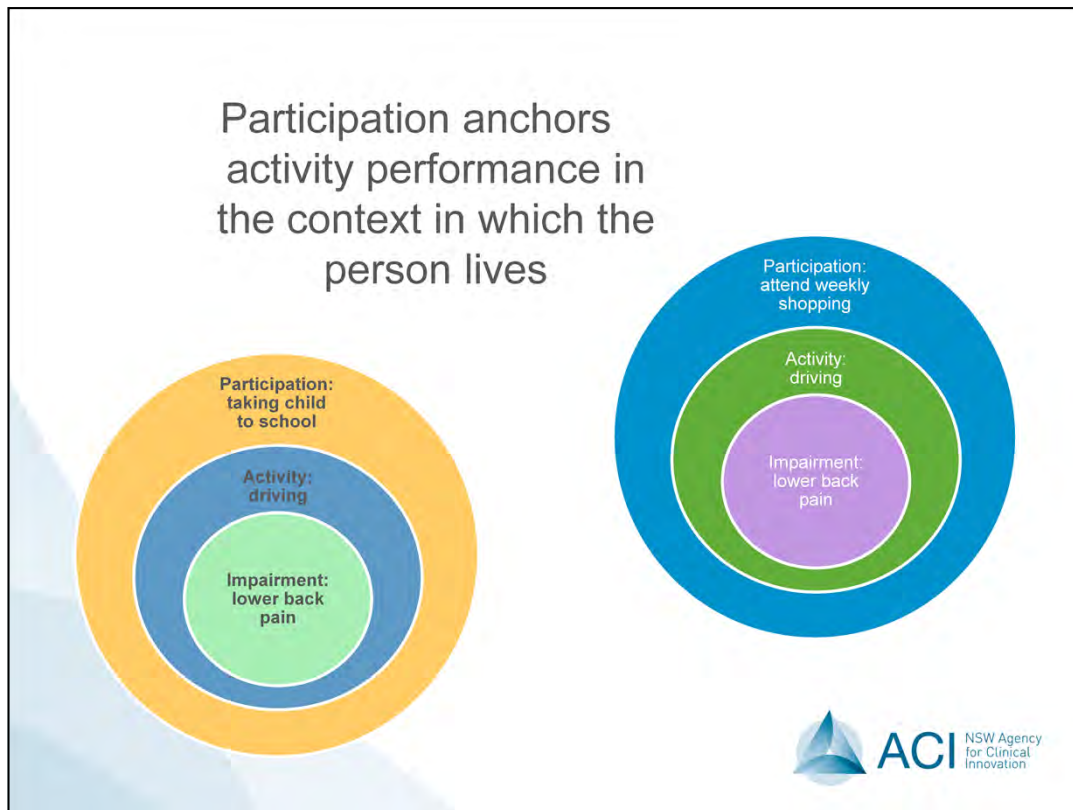 Participation anchors
activity performance in
the context in which the
person lives
Participation:
taking child
to school
Activity:
driving
Impairment:
lower back
pain
Participation:
attend weekly
shopping
Activity:
driving
Impairment:
lower back
pain
ACI
NSW Agency
for Clinical
Innovation